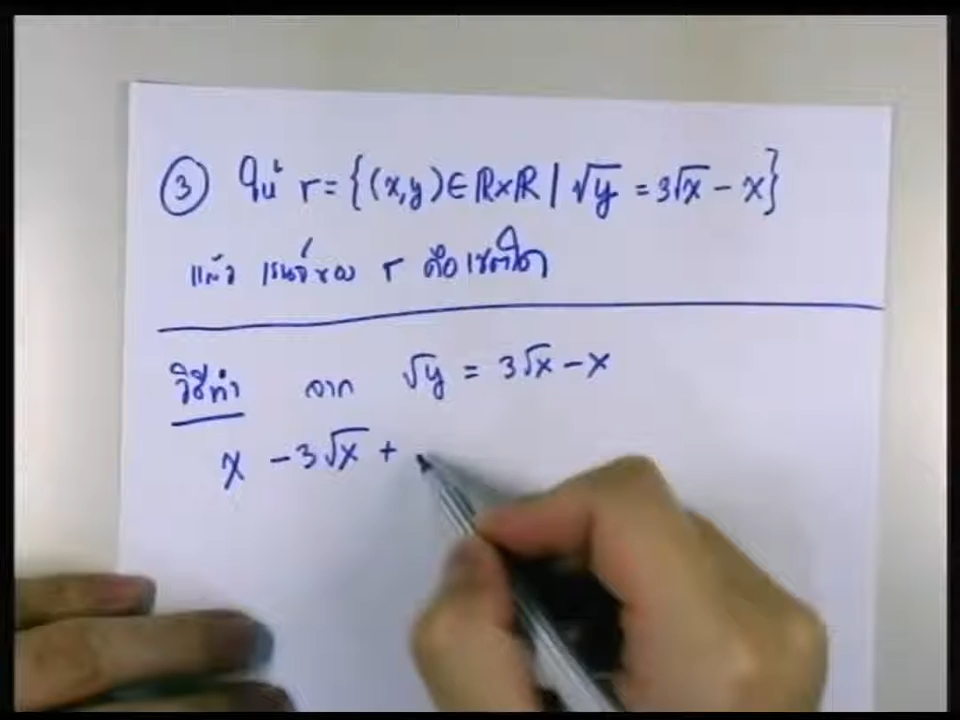 ③ ให้ r = {(x,y) ∈ ℝxℝ | √y = 3√x - x}
แล้ว เรนจ์ของ r คือเซตใด
วิธีทำ จาก √y = 3√x - x
x - 3√x +